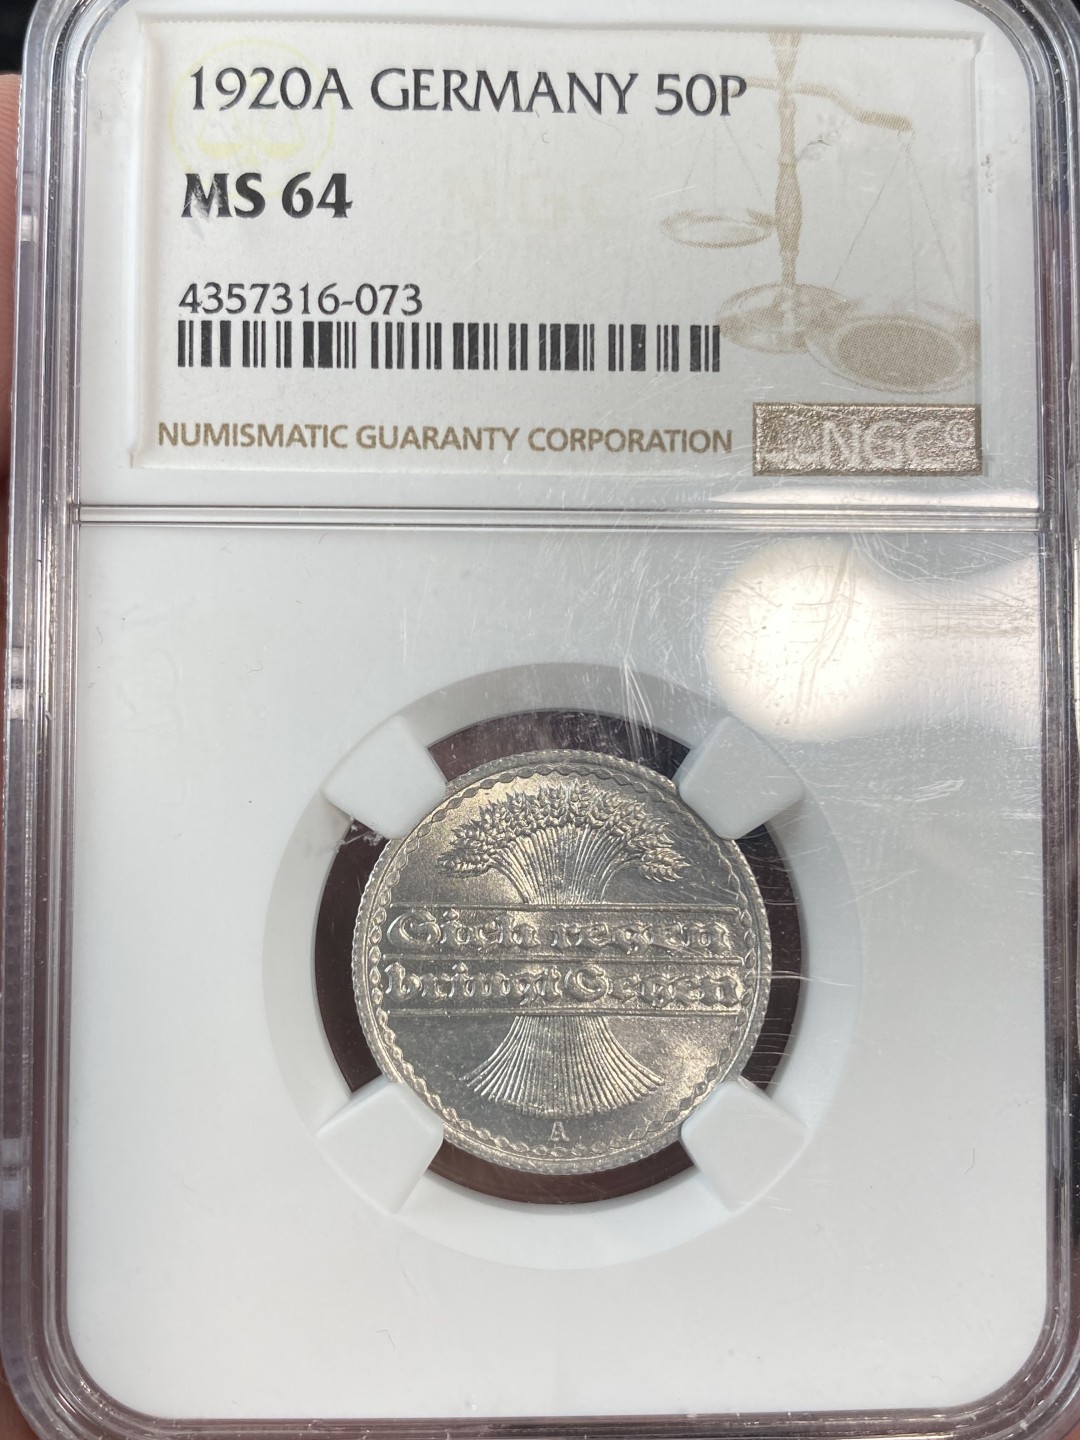 1920A GERMANY 50P
MS 64
4357316-073
NUMISMATIC GUARANTY CORPORATION
NGC®
Sich regen
bringt Segen
A